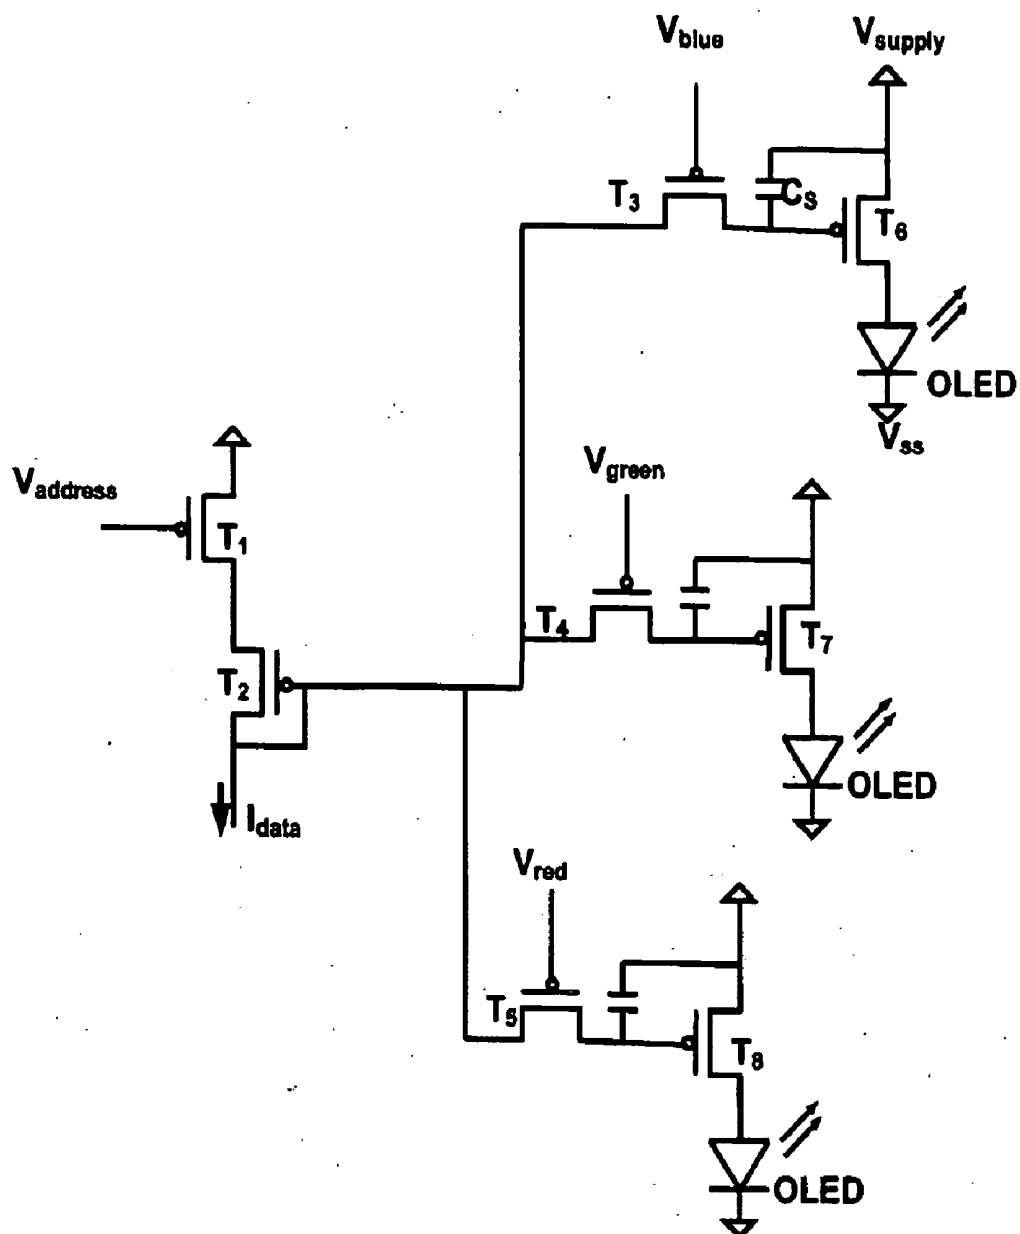 V_blue
V_supply
T_3
C_S
T_6
OLED
V_ss
V_address
T_1
V_green
T_4
T_7
T_2
OLED
I_data
V_red
T_5
T_8
OLED